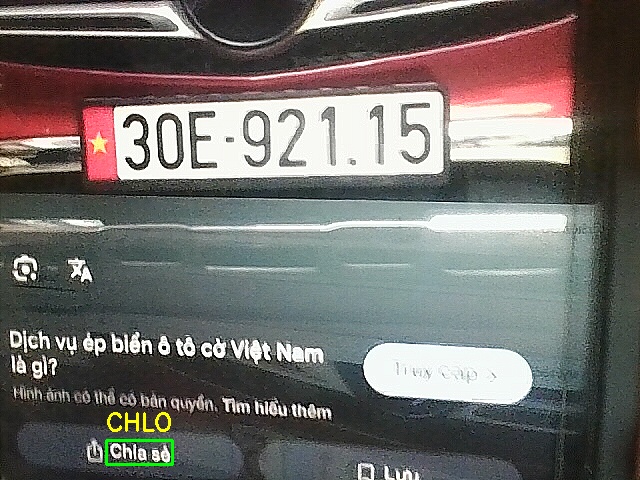 30E-921.15
Dịch vụ ép biển ô tô cờ Việt Nam
là gì?
Truy cập >
Hình ảnh có thể có bản quyền. Tìm hiểu thêm
CHLO
Chia sẻ
Lưu